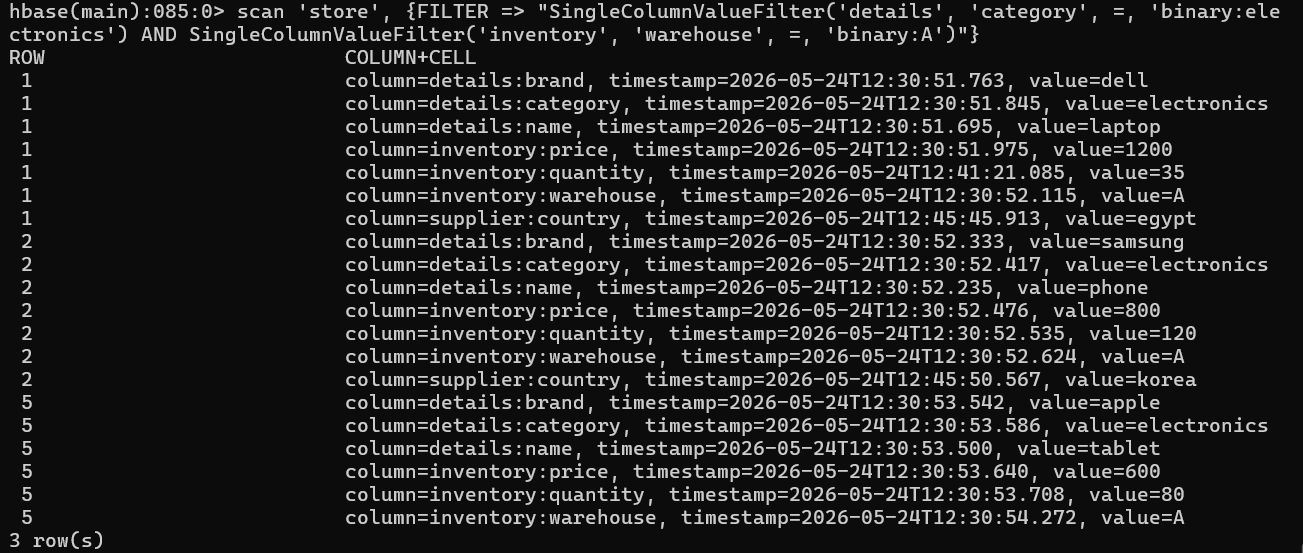 hbase(main):085:0> scan 'store', {FILTER => "SingleColumnValueFilter('details', 'category', =, 'binary:ele
ctronics') AND SingleColumnValueFilter('inventory', 'warehouse', =, 'binary:A')"}
ROW COLUMN+CELL
1 column=details:brand, timestamp=2026-05-24T12:30:51.763, value=dell
1 column=details:category, timestamp=2026-05-24T12:30:51.845, value=electronics
1 column=details:name, timestamp=2026-05-24T12:30:51.695, value=laptop
1 column=inventory:price, timestamp=2026-05-24T12:30:51.975, value=1200
1 column=inventory:quantity, timestamp=2026-05-24T12:41:21.085, value=35
1 column=inventory:warehouse, timestamp=2026-05-24T12:30:52.115, value=A
1 column=supplier:country, timestamp=2026-05-24T12:45:45.913, value=egypt
2 column=details:brand, timestamp=2026-05-24T12:30:52.333, value=samsung
2 column=details:category, timestamp=2026-05-24T12:30:52.417, value=electronics
2 column=details:name, timestamp=2026-05-24T12:30:52.235, value=phone
2 column=inventory:price, timestamp=2026-05-24T12:30:52.476, value=800
2 column=inventory:quantity, timestamp=2026-05-24T12:30:52.535, value=120
2 column=inventory:warehouse, timestamp=2026-05-24T12:30:52.624, value=A
2 column=supplier:country, timestamp=2026-05-24T12:45:50.567, value=korea
5 column=details:brand, timestamp=2026-05-24T12:30:53.542, value=apple
5 column=details:category, timestamp=2026-05-24T12:30:53.586, value=electronics
5 column=details:name, timestamp=2026-05-24T12:30:53.500, value=tablet
5 column=inventory:price, timestamp=2026-05-24T12:30:53.640, value=600
5 column=inventory:quantity, timestamp=2026-05-24T12:30:53.708, value=80
5 column=inventory:warehouse, timestamp=2026-05-24T12:30:54.272, value=A
3 row(s)